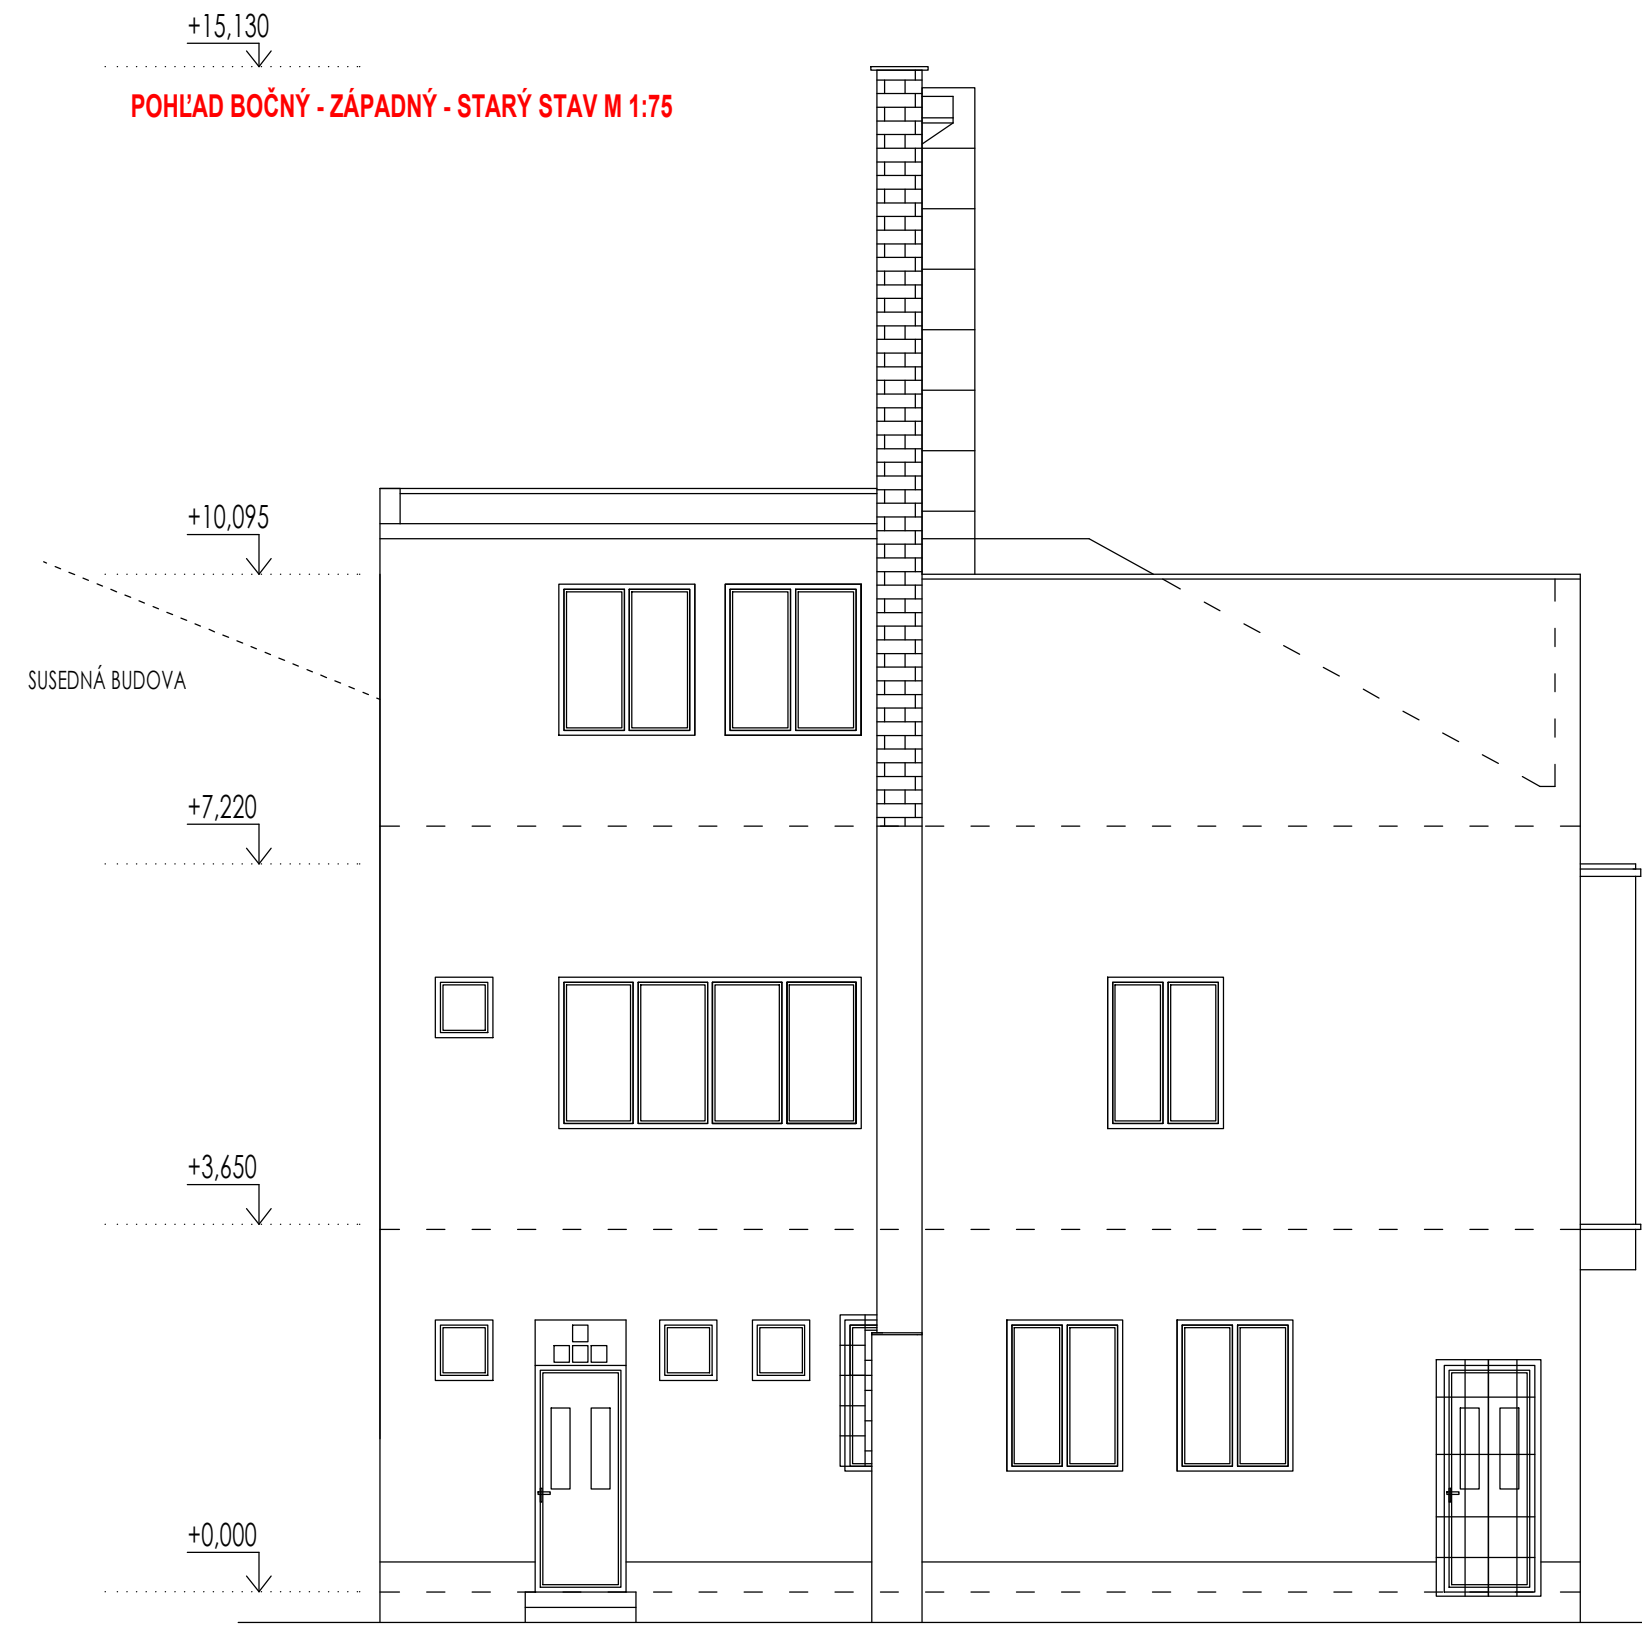 +15,130
POHĽAD BOČNÝ - ZÁPADNÝ - STARÝ STAV M 1:75
+10,095
SUSEDNÁ BUDOVA
+7,220
+3,650
+0,000